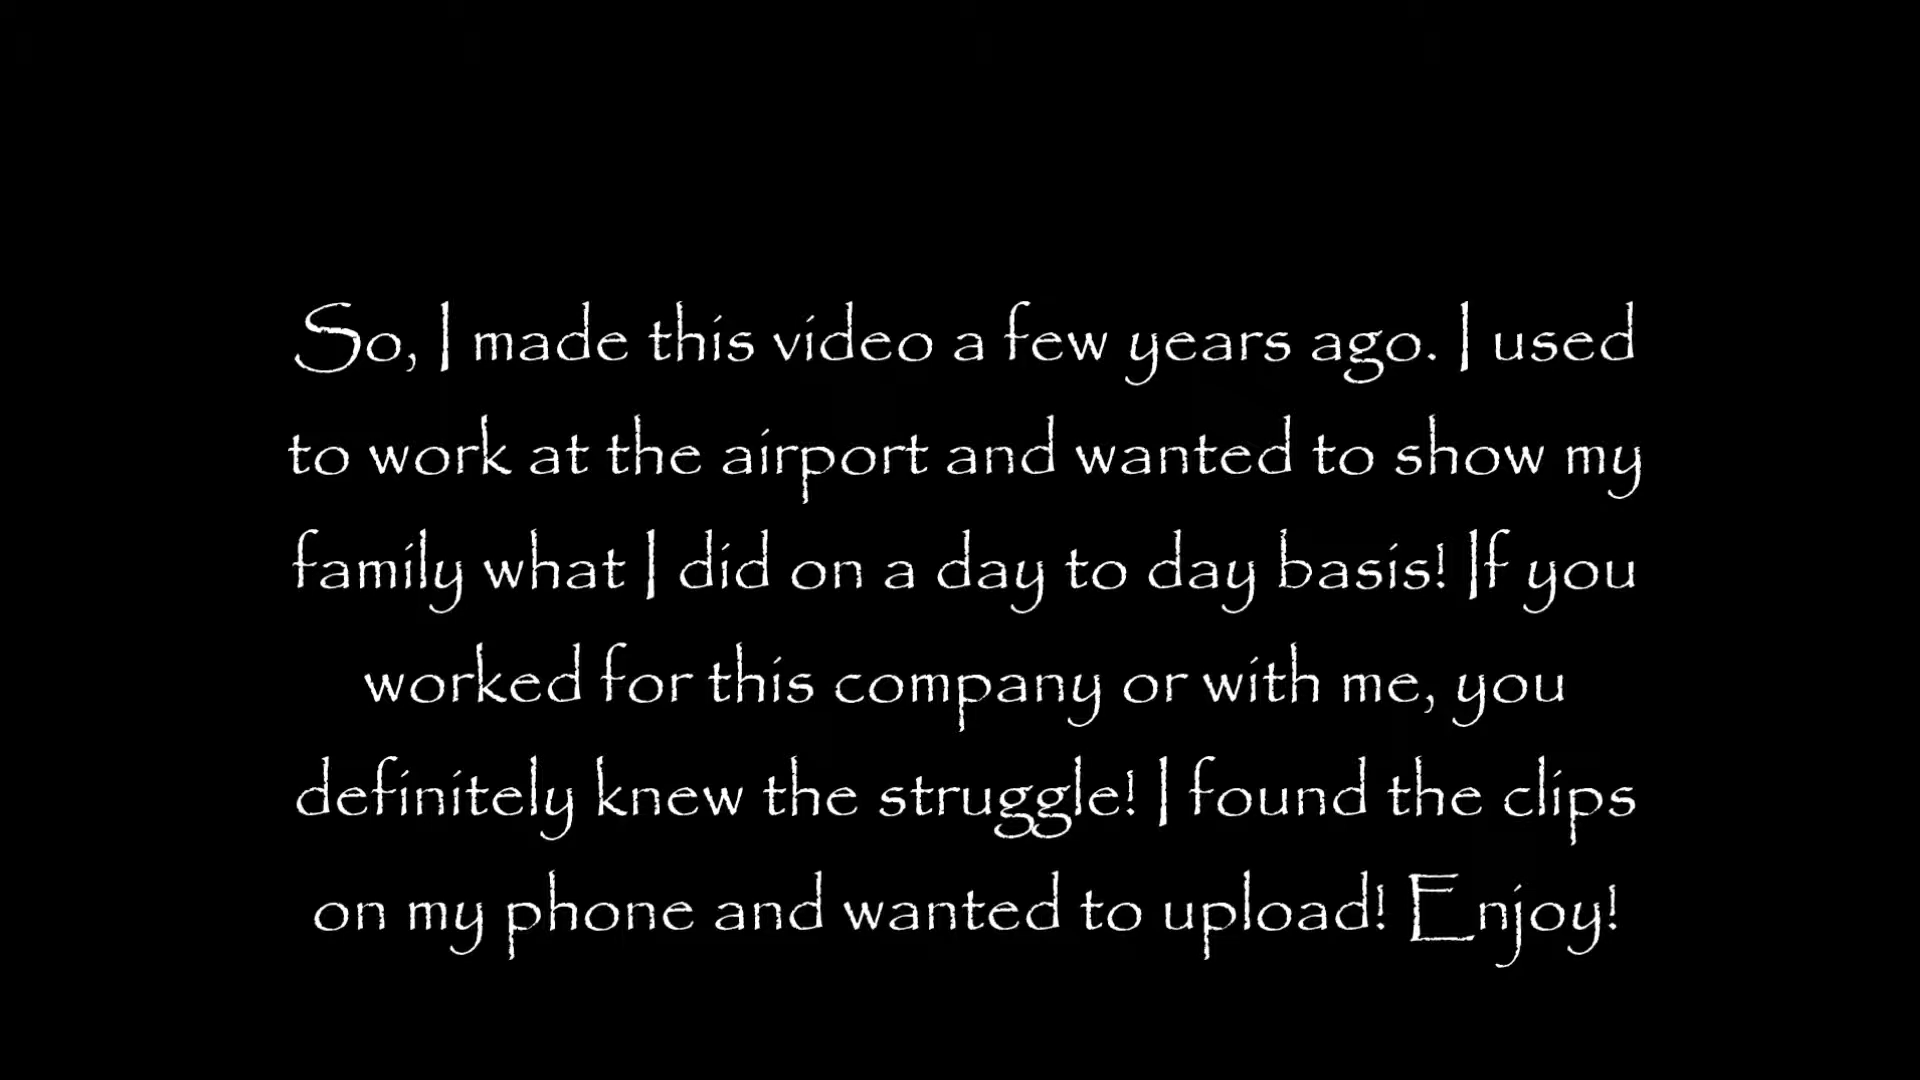 So, I made this video a few years ago. I used
to work at the airport and wanted to show my
family what I did on a day to day basis! If you
worked for this company or with me, you
definitely knew the struggle! I found the clips
on my phone and wanted to upload! Enjoy!